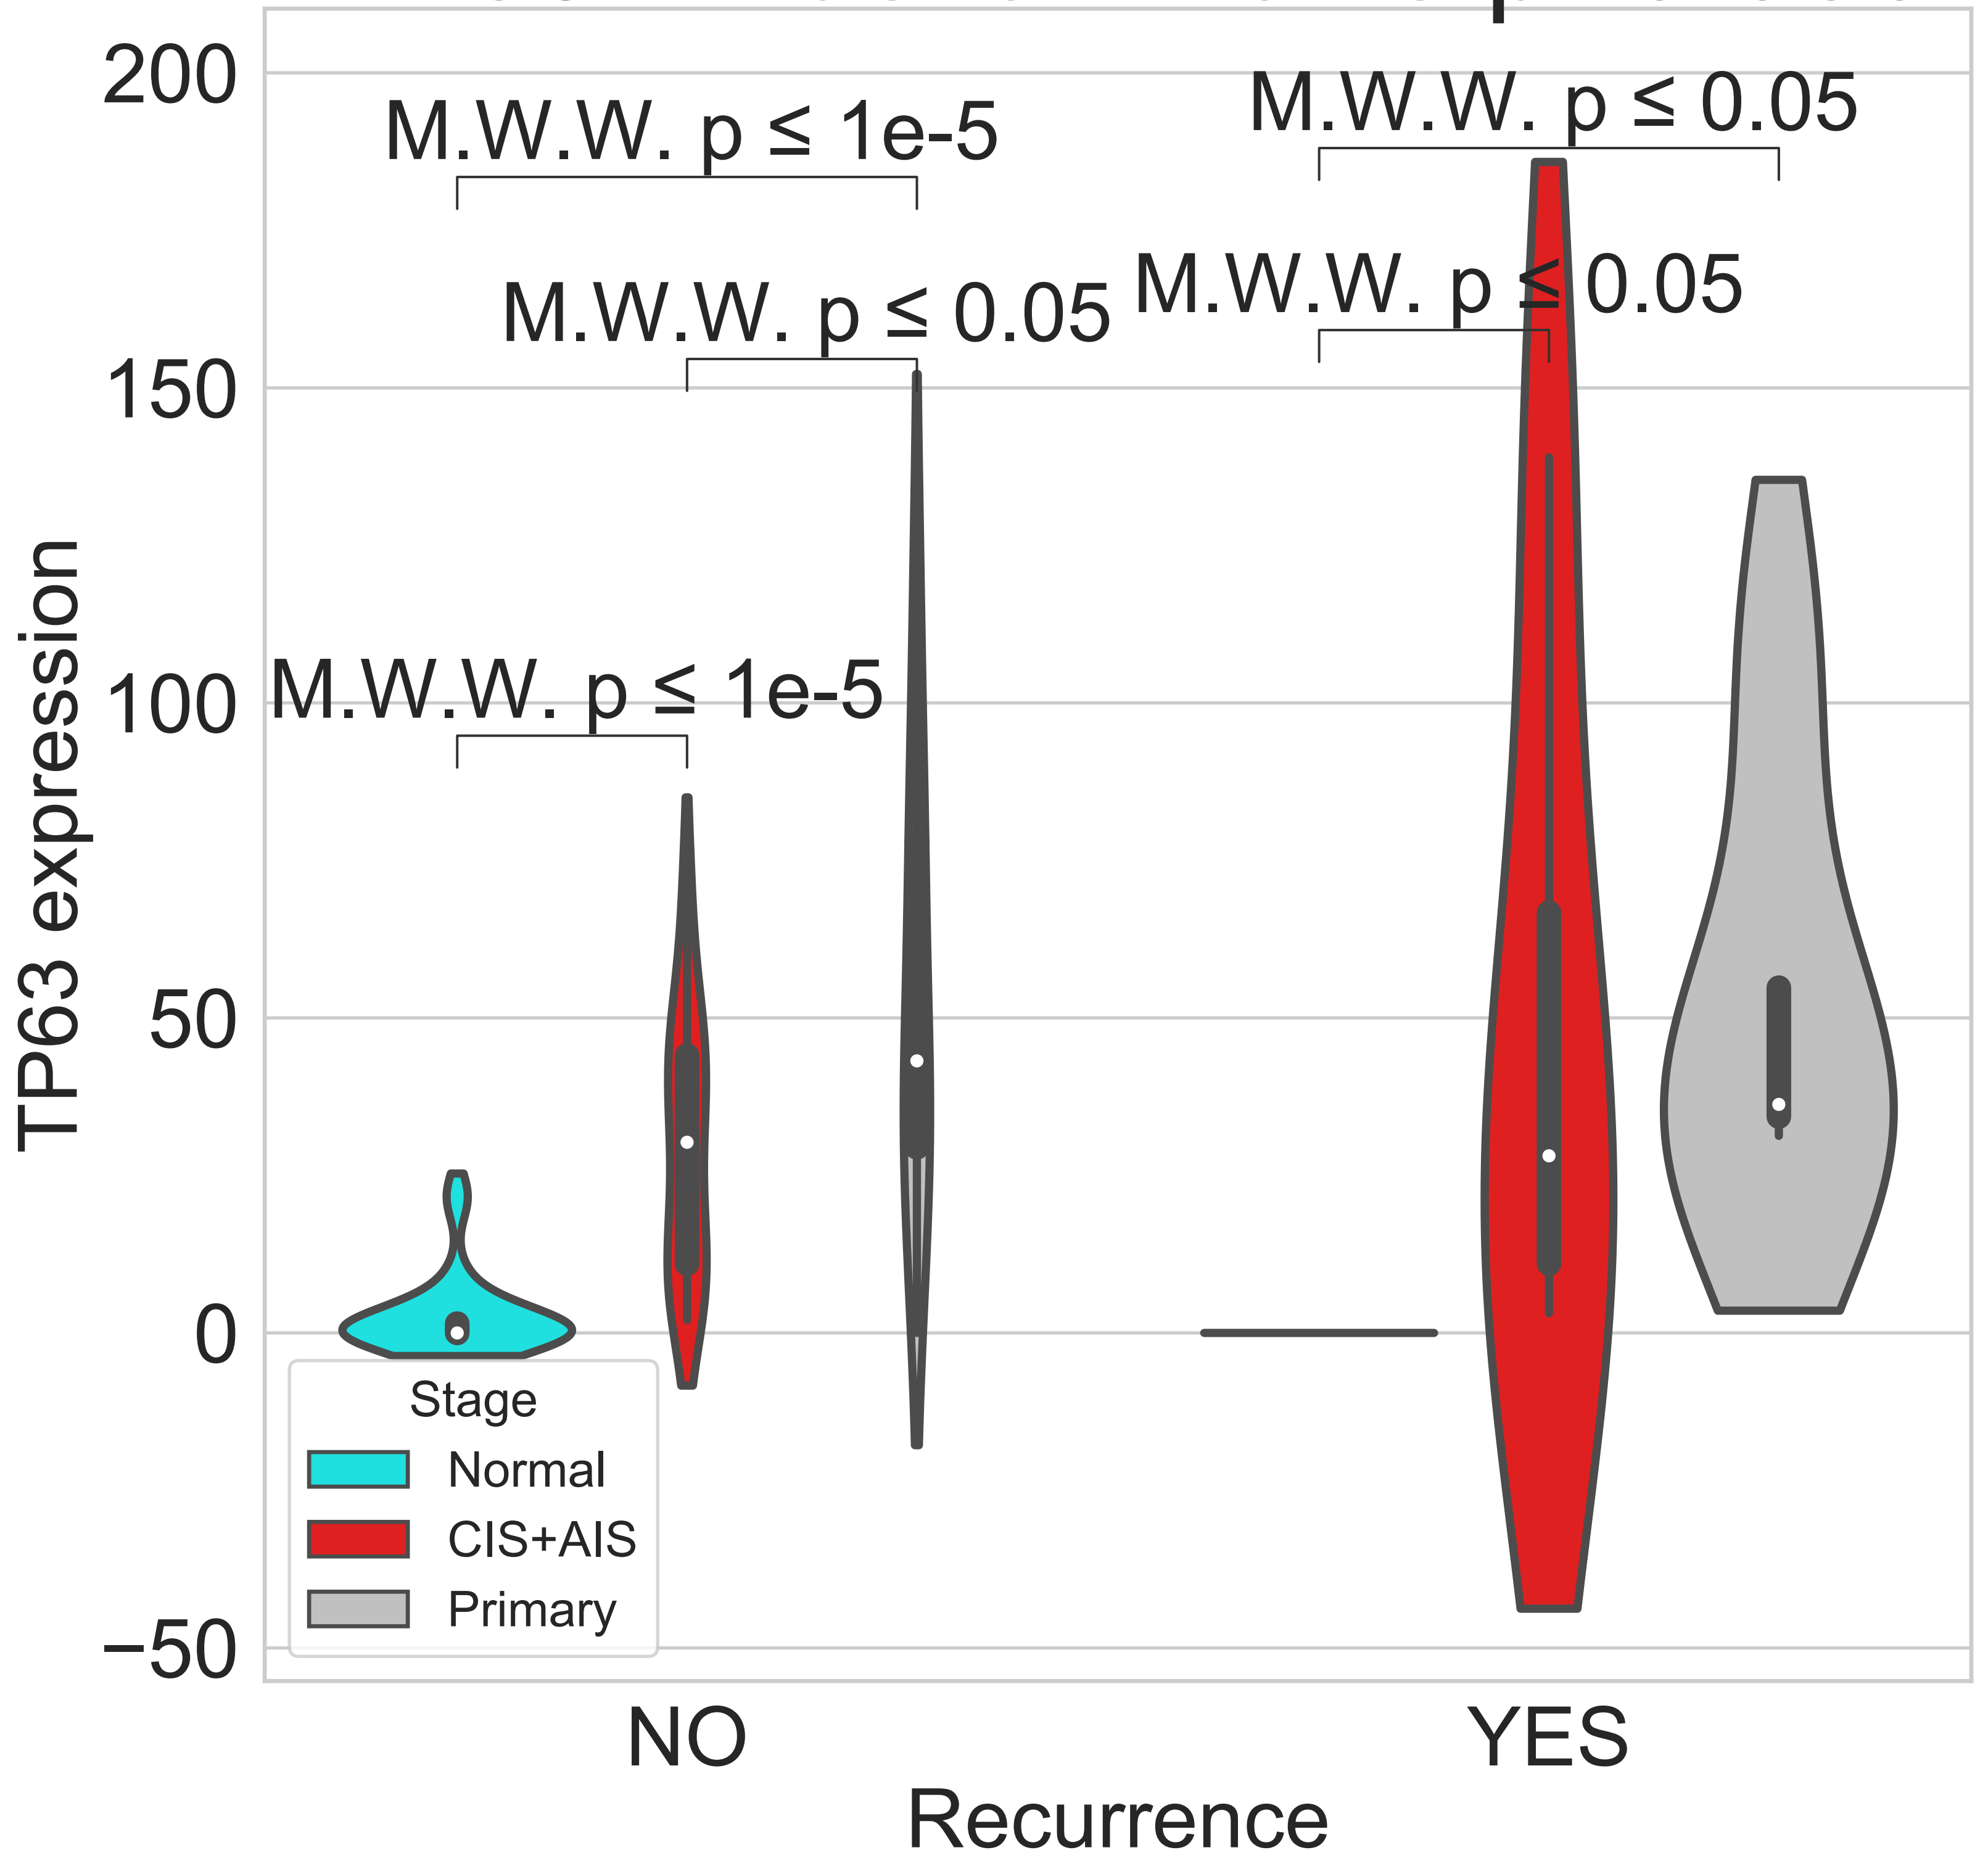 200
150
100
50
0
−50
TP63 expression
M.W.W. p ≤ 1e-5
M.W.W. p ≤ 0.05
M.W.W. p ≤ 0.05
M.W.W. p ≤ 0.05
M.W.W. p ≤ 1e-5
Stage
Normal
CIS+AIS
Primary
NO
YES
Recurrence